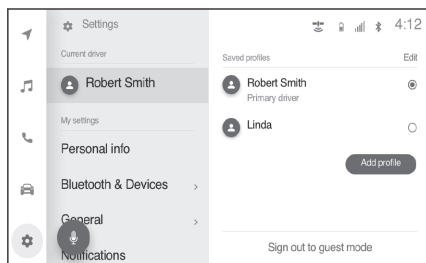 Settings
4:12
Current driver
Robert Smith
My settings
Personal info
Bluetooth & Devices
General
Notifications
Saved profiles
Edit
Robert Smith
Primary driver
Linda
Add profile
Sign out to guest mode